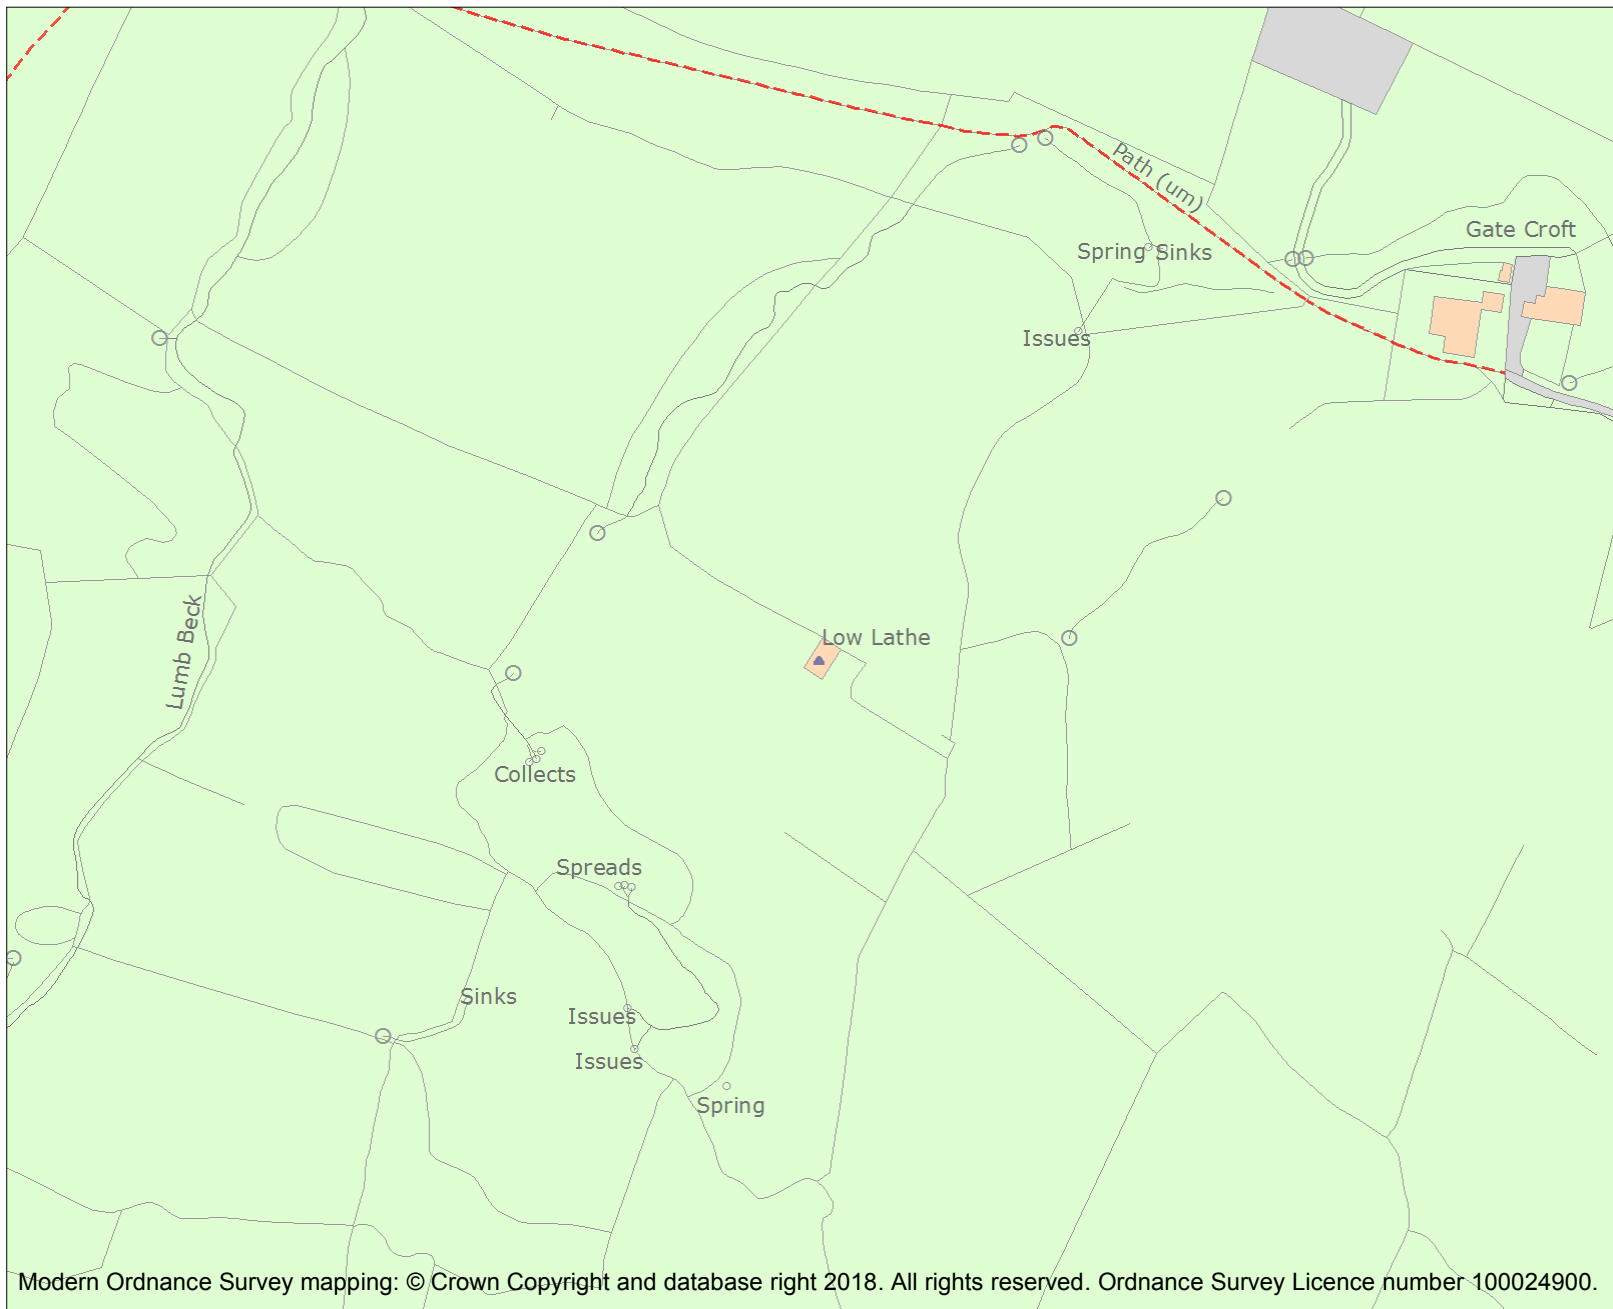 Path (um)
Gate Croft
Spring
Sinks
Issues
Lumb Beck
Low Lathe
Collects
Spreads
Sinks
Issues
Issues
Spring
Modern Ordnance Survey mapping: © Crown Copyright and database right 2018. All rights reserved. Ordnance Survey Licence number 100024900.